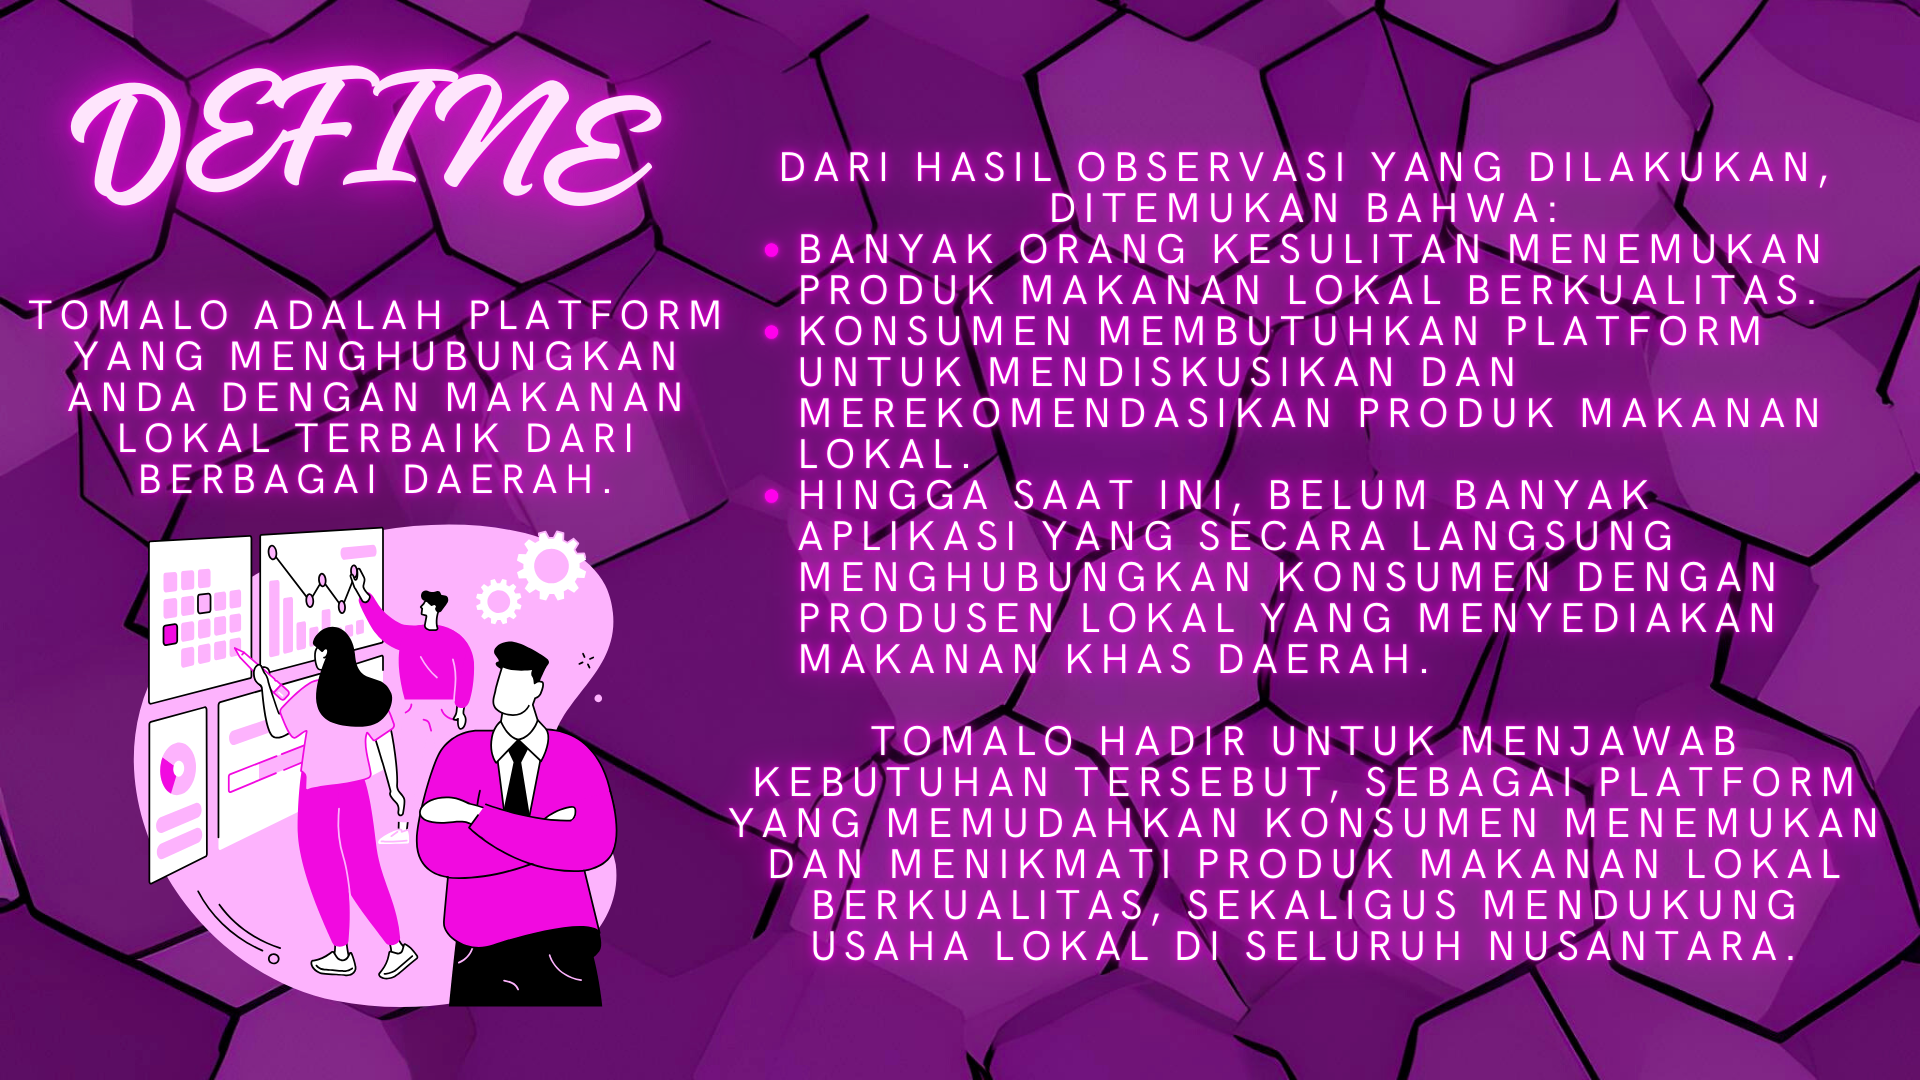 DEFINE
TOMALO ADALAH PLATFORM
YANG MENGHUBUNGKAN
ANDA DENGAN MAKANAN
LOKAL TERBAIK DARI
BERBAGAI DAERAH.
DARI HASIL OBSERVASI YANG DILAKUKAN,
DITEMUKAN BAHWA:
• BANYAK ORANG KESULITAN MENEMUKAN
PRODUK MAKANAN LOKAL BERKUALITAS.
• KONSUMEN MEMBUTUHKAN PLATFORM
UNTUK MENDISKUSIKAN DAN
MEREKOMENDASIKAN PRODUK MAKANAN
LOKAL.
• HINGGA SAAT INI, BELUM BANYAK
APLIKASI YANG SECARA LANGSUNG
MENGHUBUNGKAN KONSUMEN DENGAN
PRODUSEN LOKAL YANG MENYEDIAKAN
MAKANAN KHAS DAERAH.
TOMALO HADIR UNTUK MENJAWAB
KEBUTUHAN TERSEBUT, SEBAGAI PLATFORM
YANG MEMUDAHKAN KONSUMEN MENEMUKAN
DAN MENIKMATI PRODUK MAKANAN LOKAL
BERKUALITAS, SEKALIGUS MENDUKUNG
USAHA LOKAL DI SELURUH NUSANTARA.